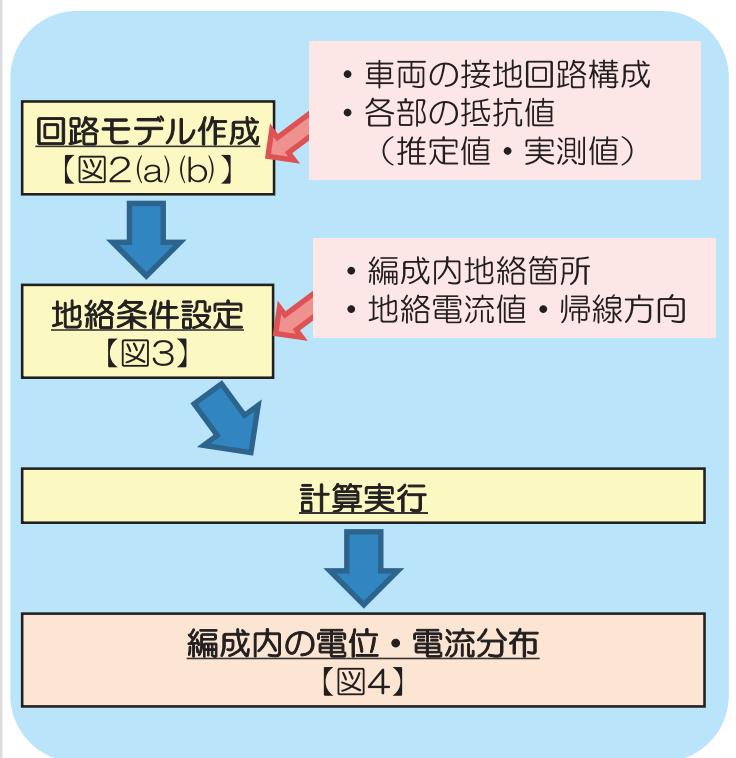 ・車両の接地回路構成
・各部の抵抗値
（推定値・実測値）
回路モデル作成
【図2(a)(b)】
・編成内地絡箇所
・地絡電流値・帰線方向
地絡条件設定
【図3】
計算実行
編成内の電位・電流分布
【図4】